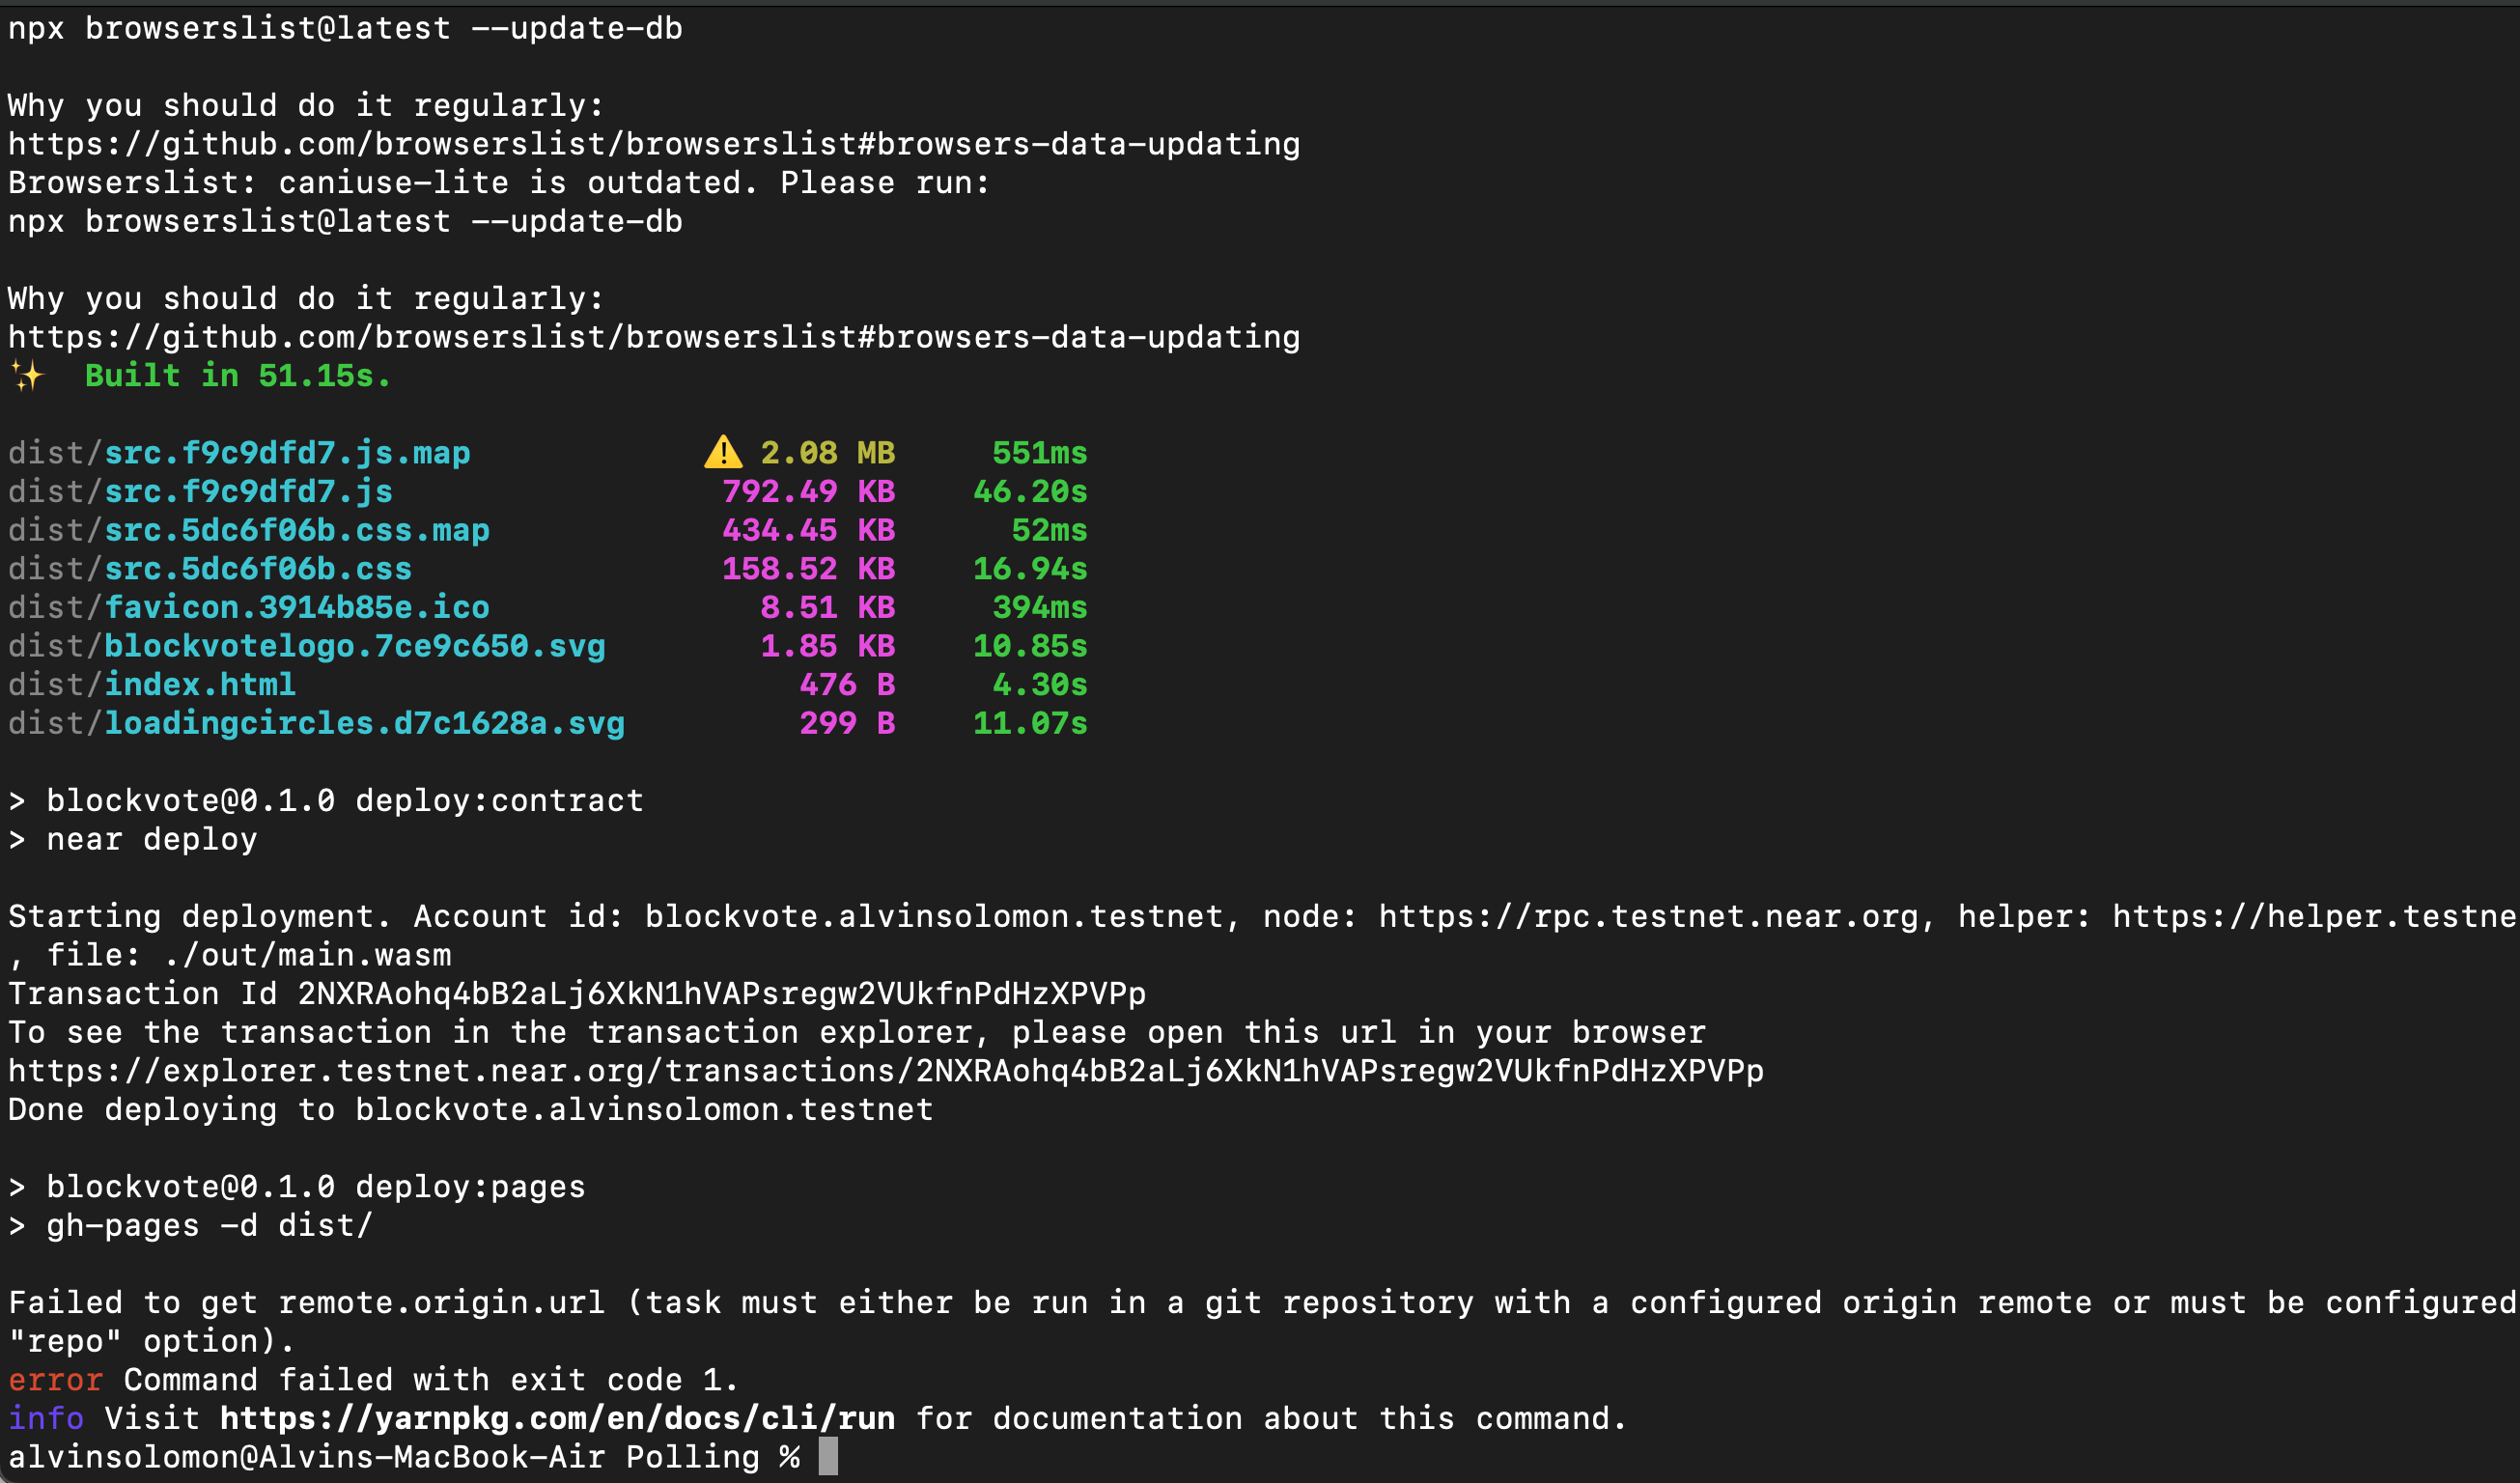 npx browserslist@latest --update-db
Why you should do it regularly:
https://github.com/browserslist/browserslist#browsers-data-updating
Browserslist: caniuse-lite is outdated. Please run:
npx browserslist@latest --update-db
Why you should do it regularly:
https://github.com/browserslist/browserslist#browsers-data-updating
✨ Built in 51.15s.
dist/src.f9c9dfd7.js.map ⚠️ 2.08 MB 551ms
dist/src.f9c9dfd7.js 792.49 KB 46.20s
dist/src.5dc6f06b.css.map 434.45 KB 52ms
dist/src.5dc6f06b.css 158.52 KB 16.94s
dist/favicon.3914b85e.ico 8.51 KB 394ms
dist/blockvotelogo.7ce9c650.svg 1.85 KB 10.85s
dist/index.html 476 B 4.30s
dist/loadingcircles.d7c1628a.svg 299 B 11.07s
> blockvote@0.1.0 deploy:contract
> near deploy
Starting deployment. Account id: blockvote.alvinsolomon.testnet, node: https://rpc.testnet.near.org, helper: https://helper.testne
, file: ./out/main.wasm
Transaction Id 2NXRAohq4bB2aLj6XkN1hVAPsregw2VUkfnPdHzXPVPp
To see the transaction in the transaction explorer, please open this url in your browser
https://explorer.testnet.near.org/transactions/2NXRAohq4bB2aLj6XkN1hVAPsregw2VUkfnPdHzXPVPp
Done deploying to blockvote.alvinsolomon.testnet
> blockvote@0.1.0 deploy:pages
> gh-pages -d dist/
Failed to get remote.origin.url (task must either be run in a git repository with a configured origin remote or must be configured
"repo" option).
error Command failed with exit code 1.
info Visit https://yarnpkg.com/en/docs/cli/run for documentation about this command.
alvinsolomon@Alvins-MacBook-Air Polling %